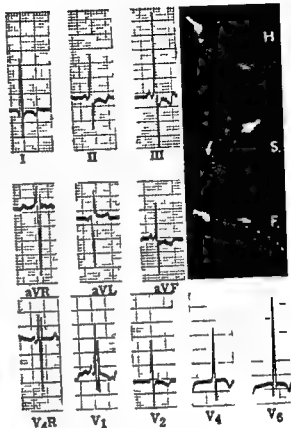 H
I II III
S
aVR aVL aVF
F
V₄R V₁ V₂ V₄ V₆